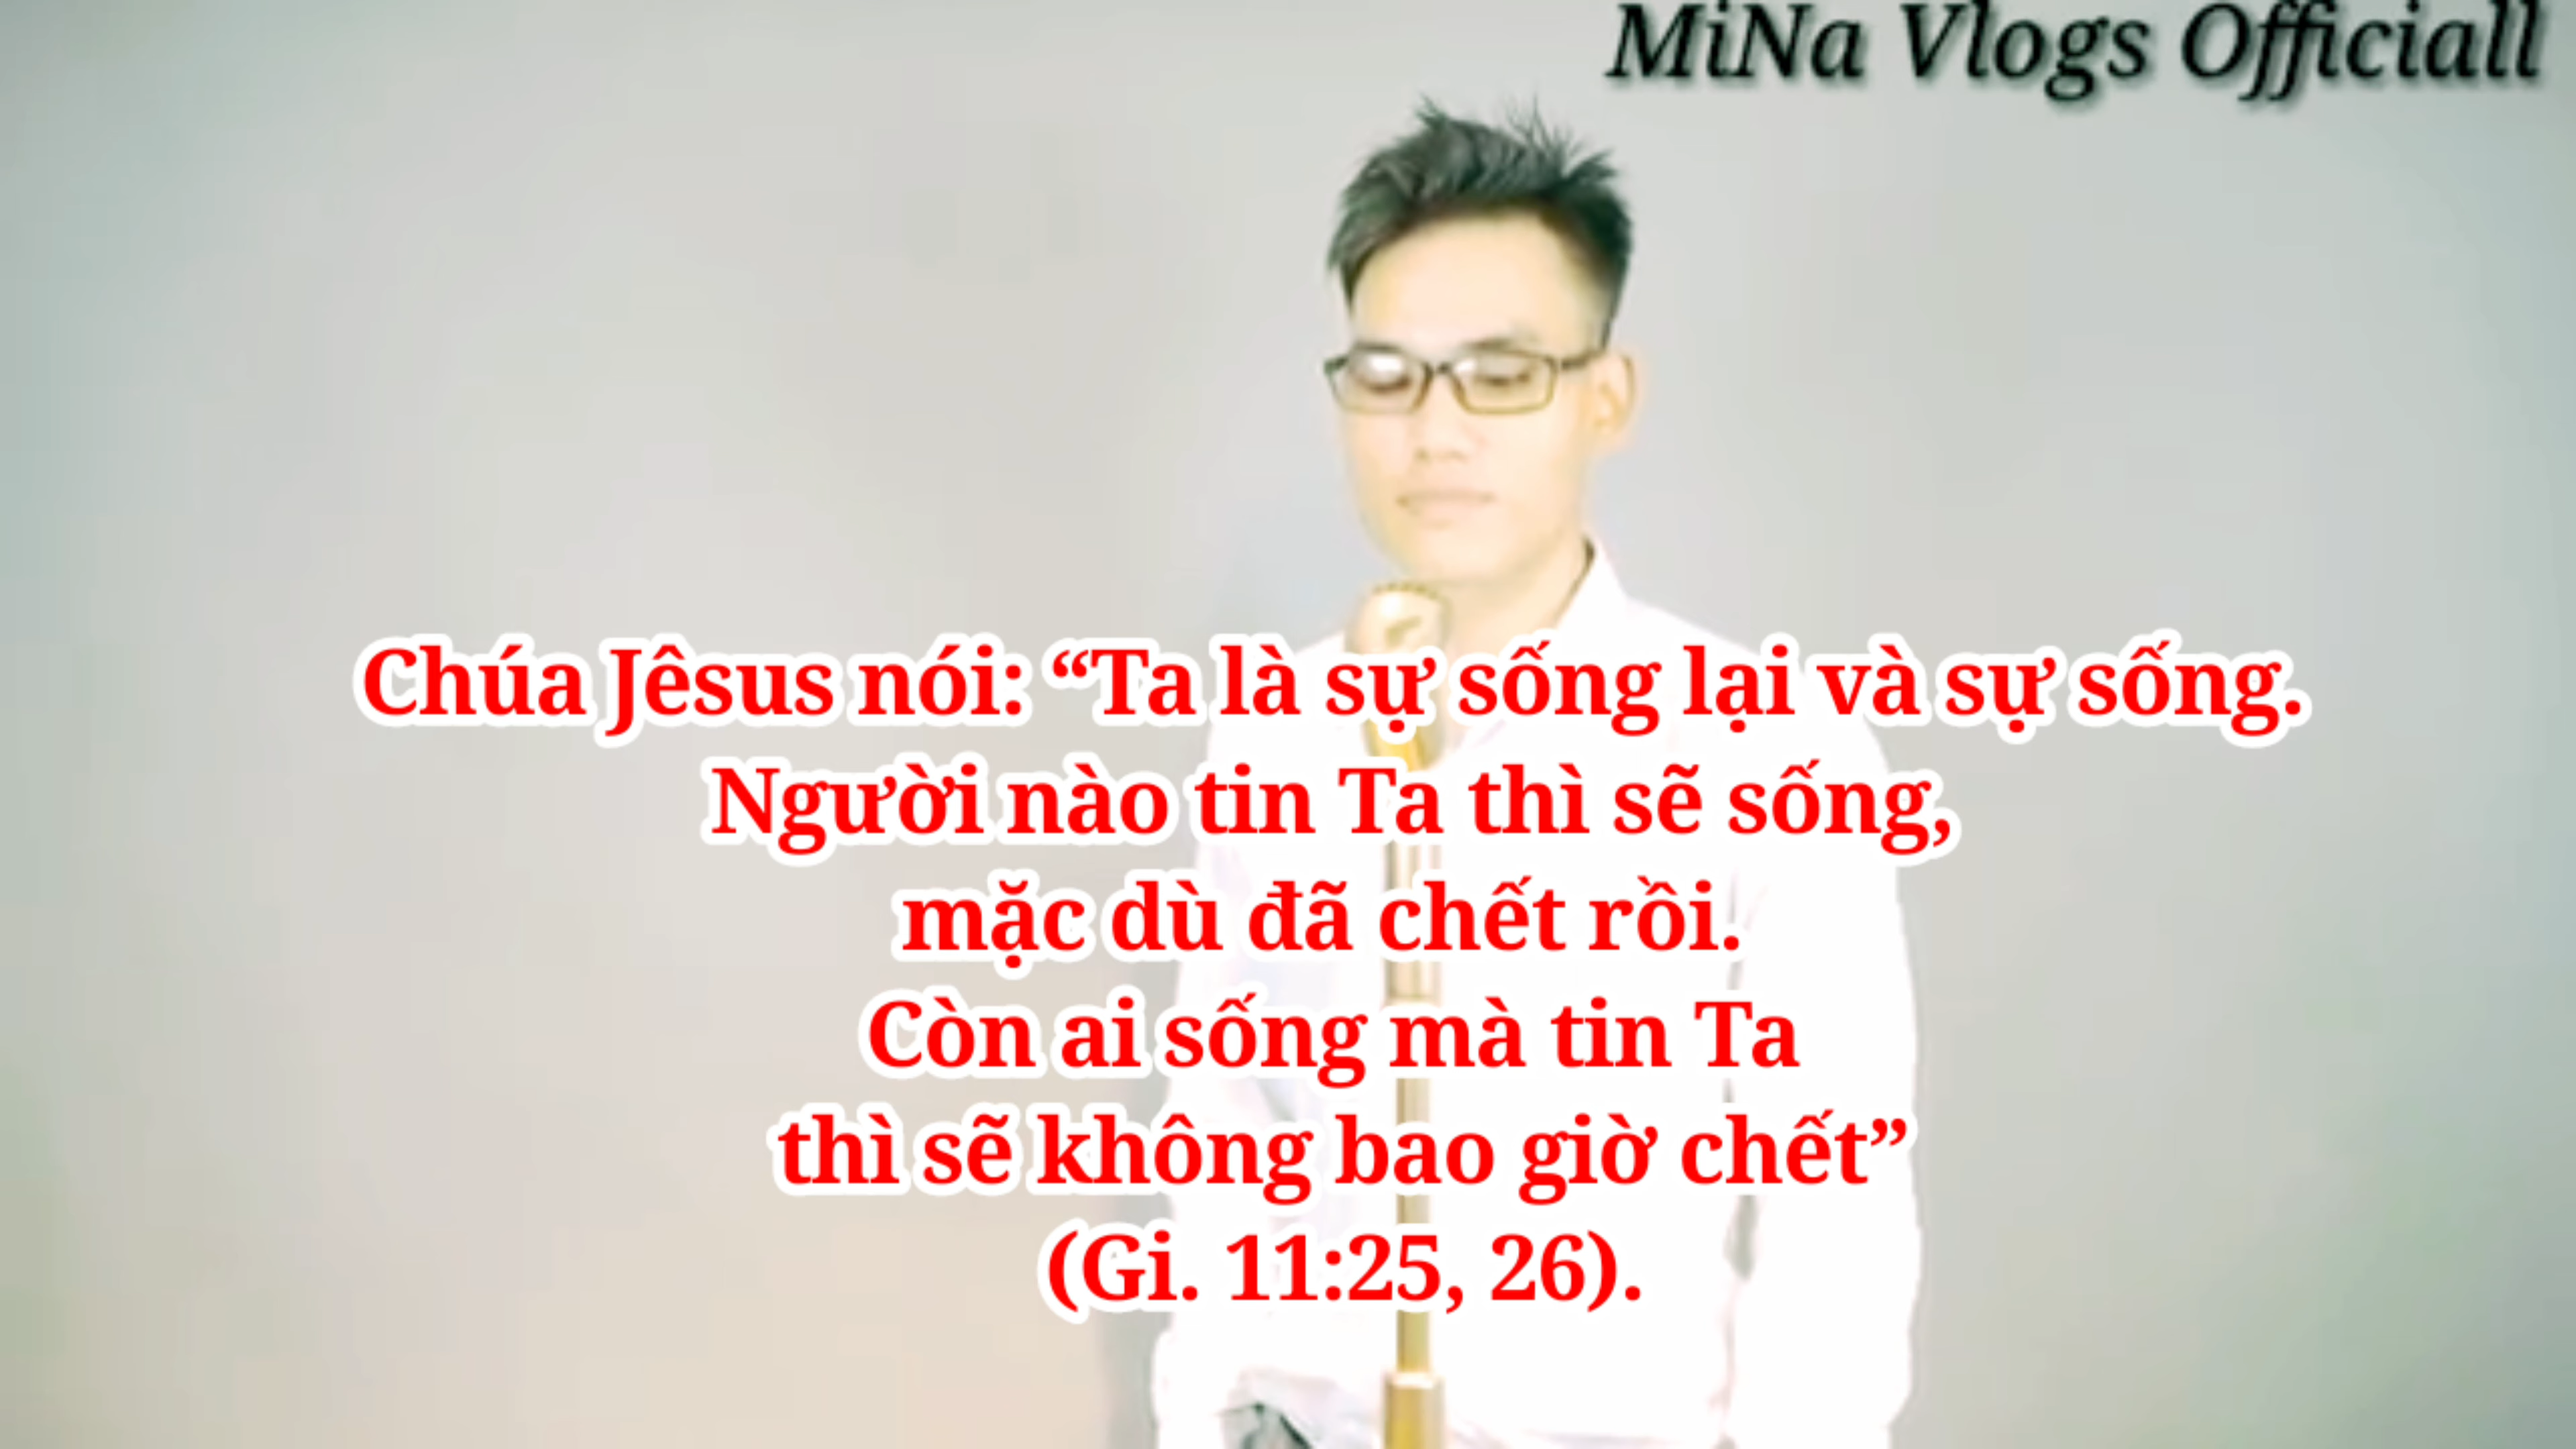 MiNa Vlogs Officiall
Chúa Jêsus nói: “Ta là sự sống lại và sự sống.
Người nào tin Ta thì sẽ sống,
mặc dù đã chết rồi.
Còn ai sống mà tin Ta
thì sẽ không bao giờ chết”
(Gi. 11:25, 26).